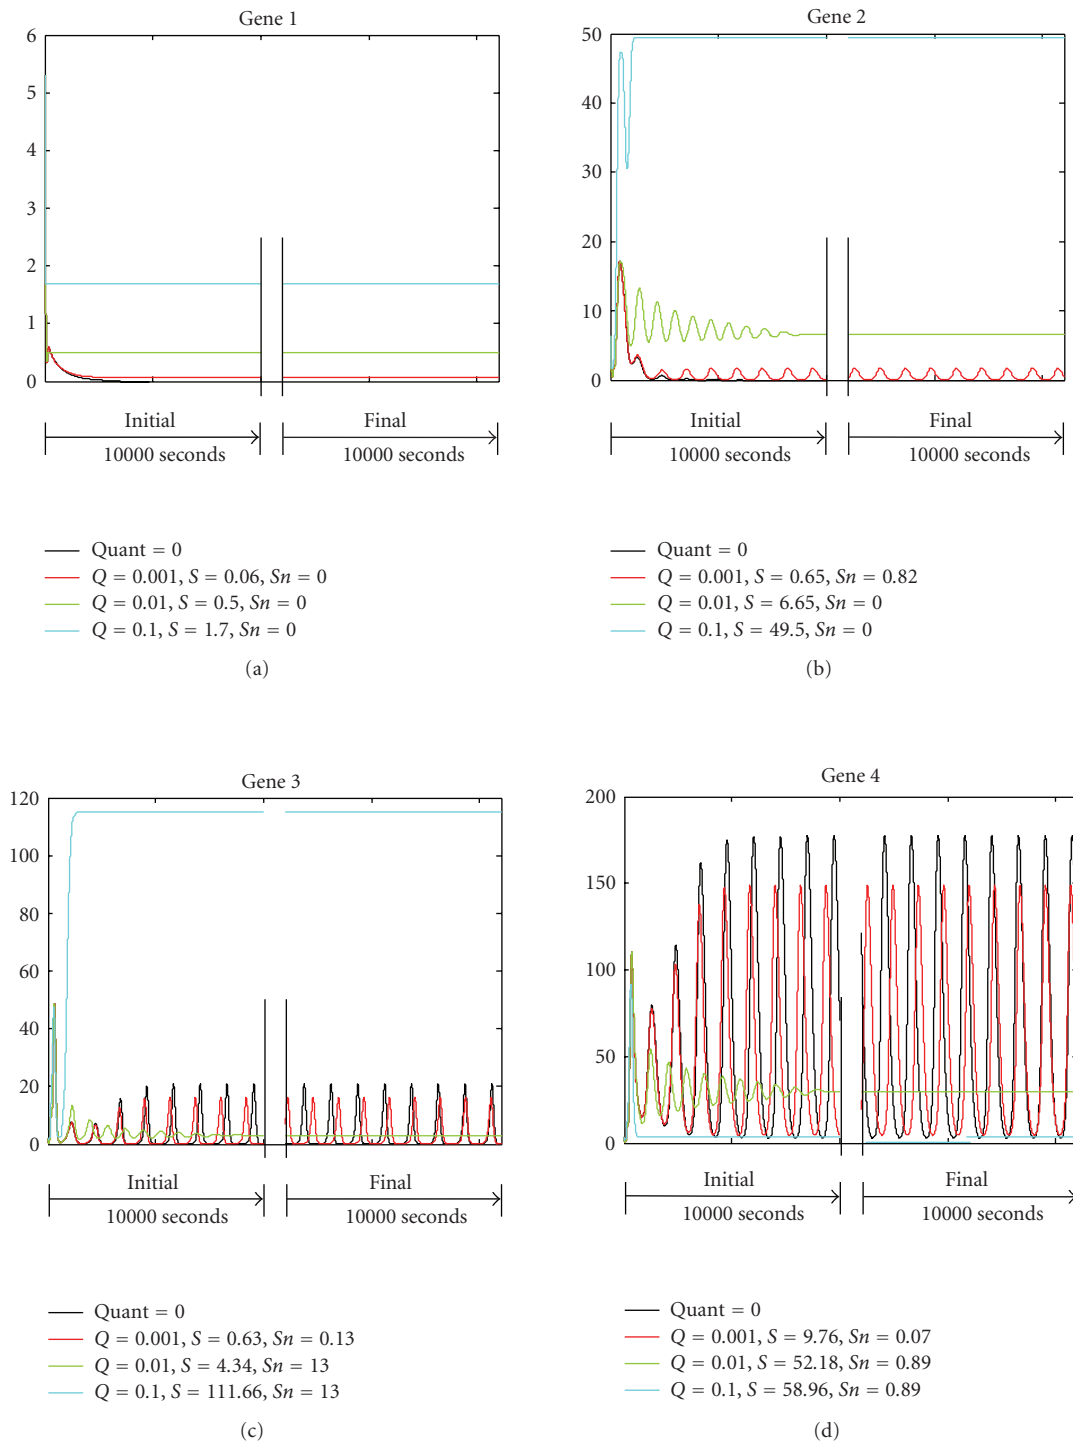 Gene 1
6
5
4
3
2
1
0
Initial
Final
10000 seconds
10000 seconds
Quant = 0
Q = 0.001, S = 0.06, Sn = 0
Q = 0.01, S = 0.5, Sn = 0
Q = 0.1, S = 1.7, Sn = 0
(a)
Gene 2
50
40
30
20
10
0
Initial
Final
10000 seconds
10000 seconds
Quant = 0
Q = 0.001, S = 0.65, Sn = 0.82
Q = 0.01, S = 6.65, Sn = 0
Q = 0.1, S = 49.5, Sn = 0
(b)
Gene 3
120
100
80
60
40
20
0
Initial
Final
10000 seconds
10000 seconds
Quant = 0
Q = 0.001, S = 0.63, Sn = 0.13
Q = 0.01, S = 4.34, Sn = 13
Q = 0.1, S = 111.66, Sn = 13
(c)
Gene 4
200
150
100
50
0
Initial
Final
10000 seconds
10000 seconds
Quant = 0
Q = 0.001, S = 9.76, Sn = 0.07
Q = 0.01, S = 52.18, Sn = 0.89
Q = 0.1, S = 58.96, Sn = 0.89
(d)